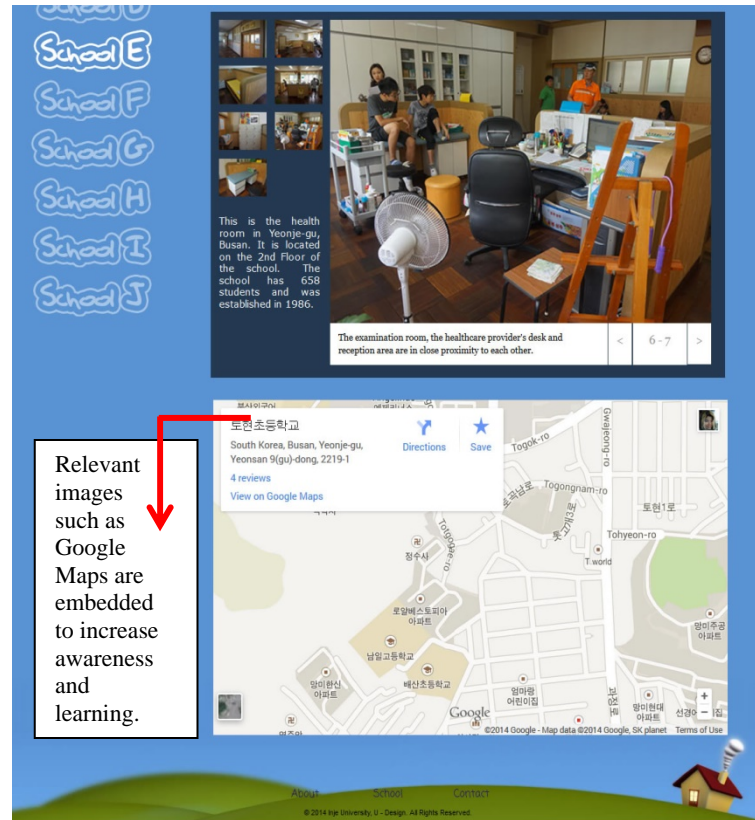 School E
School F
School G
School H
School I
School J
This is the health
room in Yeonje-gu,
Busan. It is located
on the 2nd Floor of
the school. The
school has 658
students and was
established in 1986.
The examination room, the healthcare provider's desk and
reception area are in close proximity to each other.
< 6 - 7 >
토현초등학교
South Korea, Busan, Yeonje-gu,
Yeonsan 9(gu)-dong, 2219-1
4 reviews
View on Google Maps
Directions
Save
Relevant
images
such as
Google
Maps are
embedded
to increase
awareness
and
learning.
Gwajeong-ro
Togok-ro
Togongnam-ro
토현1로
Tohyeon-ro
T world
Totgogae-ro
정수사
로얄베스토피아
아파트
남일고등학교
배산초등학교
망미한신
아파트
엄마랑
어린이집
과정로
망미주공
아파트
망미현대
아파트
+
−
Google
©2014 Google - Map data ©2014 Google, SK planet Terms of Use
About School Contact
© 2014 Inje University, U - Design. All Rights Reserved.